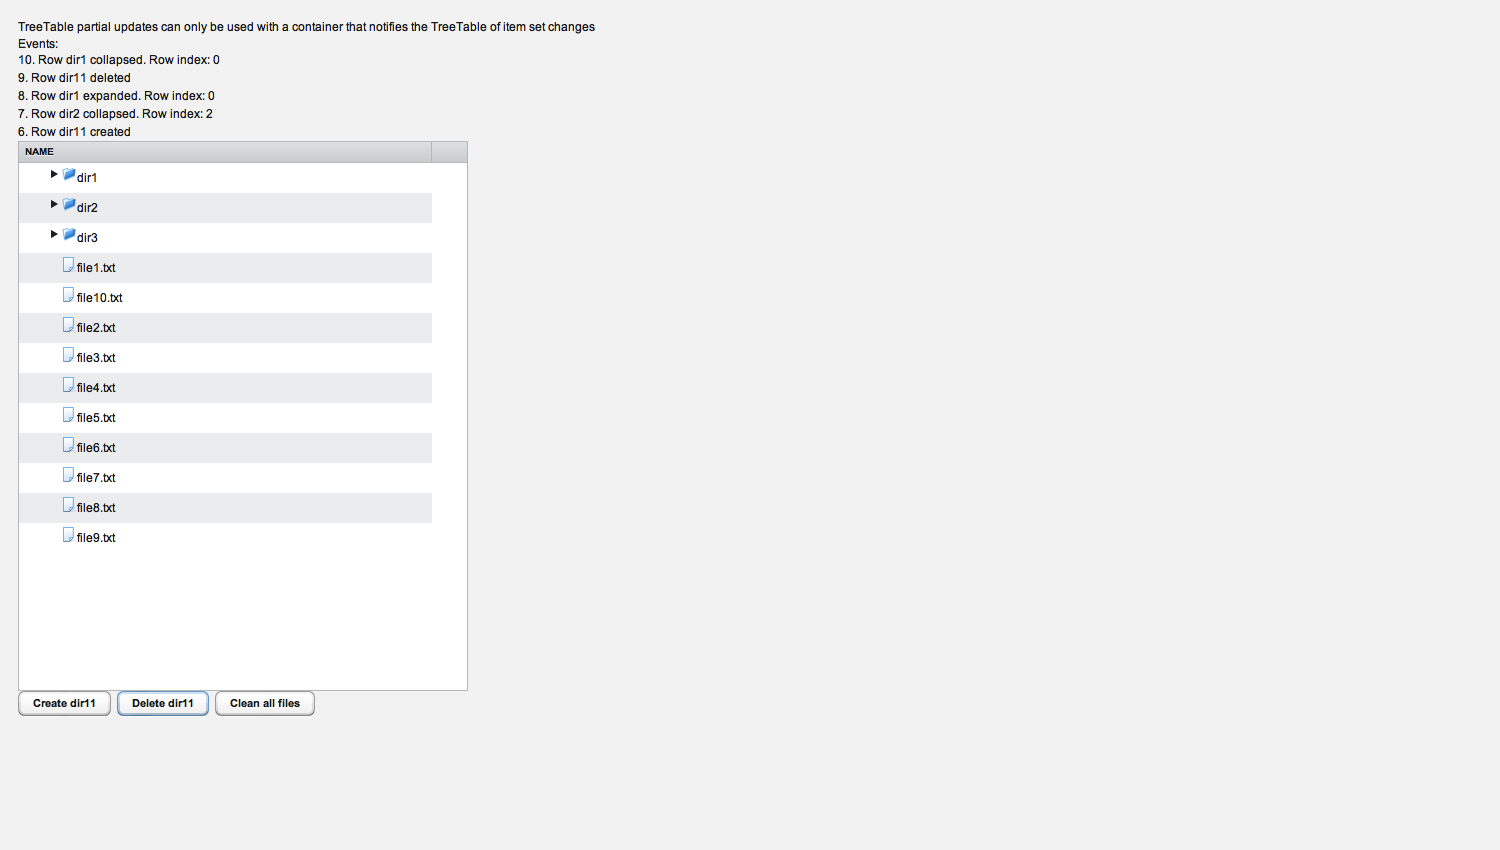 TreeTable partial updates can only be used with a container that notifies the TreeTable of item set changes
Events:
10. Row dir1 collapsed. Row index: 0
9. Row dir11 deleted
8. Row dir1 expanded. Row index: 0
7. Row dir2 collapsed. Row index: 2
6. Row dir11 created
NAME
dir1
dir2
dir3
file1.txt
file10.txt
file2.txt
file3.txt
file4.txt
file5.txt
file6.txt
file7.txt
file8.txt
file9.txt
Create dir11 Delete dir11 Clean all files